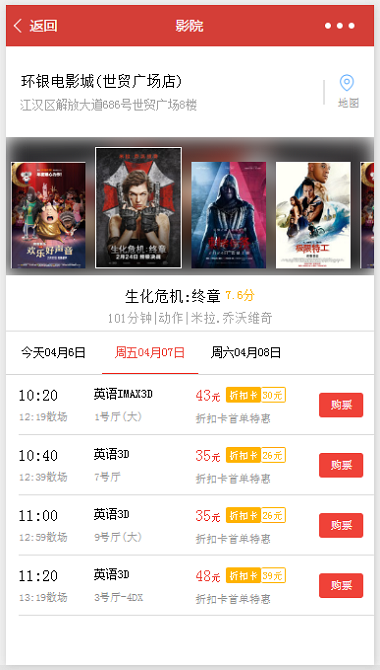 返回 影院
环银电影城(世贸广场店)
江汉区解放大道686号世贸广场8楼
地图
欢乐好声音
生化危机:终章
2月24日 终极决战
刺客信条
极限特工
生化危机:终章 7.6分
101分钟|动作|米拉.乔沃维奇
今天04月6日 周五04月07日 周六04月08日
10:20 英语IMAX3D 43元 折扣卡30元 购票
12:19散场 1号厅(大) 折扣卡首单特惠
10:40 英语3D 35元 折扣卡26元 购票
12:39散场 7号厅 折扣卡首单特惠
11:00 英语3D 35元 折扣卡26元 购票
12:59散场 9号厅(大) 折扣卡首单特惠
11:20 英语3D 48元 折扣卡39元 购票
13:19散场 3号厅-4DX 折扣卡首单特惠